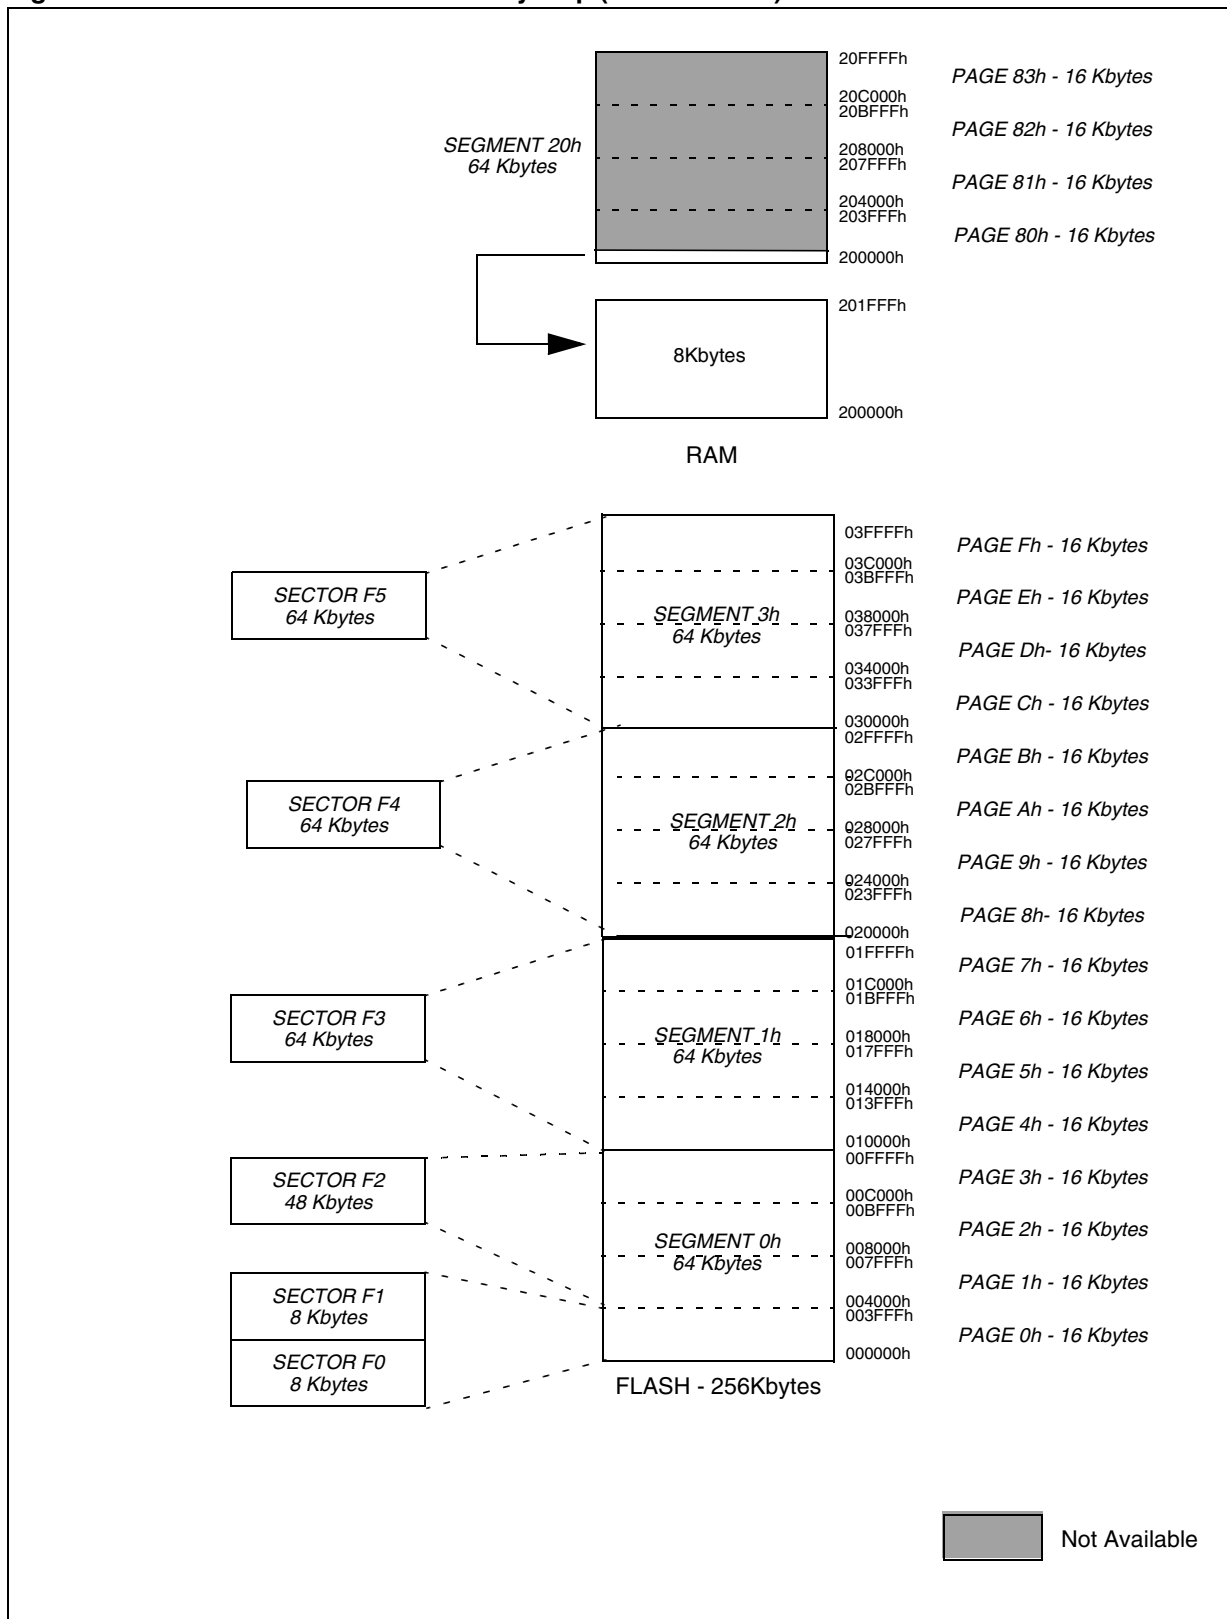 20FFFFh
PAGE 83h - 16 Kbytes
20C000h
20BFFFh
PAGE 82h - 16 Kbytes
SEGMENT 20h
64 Kbytes
208000h
207FFFh
PAGE 81h - 16 Kbytes
204000h
203FFFh
PAGE 80h - 16 Kbytes
200000h
201FFFh
8Kbytes
200000h
RAM
03FFFFh
PAGE Fh - 16 Kbytes
03C000h
03BFFFh
SECTOR F5
64 Kbytes
PAGE Eh - 16 Kbytes
SEGMENT 3h
64 Kbytes
038000h
037FFFh
PAGE Dh- 16 Kbytes
034000h
033FFFh
PAGE Ch - 16 Kbytes
030000h
02FFFFh
PAGE Bh - 16 Kbytes
02C000h
02BFFFh
SECTOR F4
64 Kbytes
PAGE Ah - 16 Kbytes
SEGMENT 2h
64 Kbytes
028000h
027FFFh
PAGE 9h - 16 Kbytes
024000h
023FFFh
PAGE 8h- 16 Kbytes
020000h
01FFFFh
PAGE 7h - 16 Kbytes
01C000h
01BFFFh
SECTOR F3
64 Kbytes
PAGE 6h - 16 Kbytes
SEGMENT 1h
64 Kbytes
018000h
017FFFh
PAGE 5h - 16 Kbytes
014000h
013FFFh
PAGE 4h - 16 Kbytes
010000h
00FFFFh
PAGE 3h - 16 Kbytes
SECTOR F2
48 Kbytes
00C000h
00BFFFh
PAGE 2h - 16 Kbytes
SEGMENT 0h
64 Kbytes
008000h
007FFFh
PAGE 1h - 16 Kbytes
SECTOR F1
8 Kbytes
004000h
003FFFh
PAGE 0h - 16 Kbytes
000000h
SECTOR F0
8 Kbytes
FLASH - 256Kbytes
Not Available